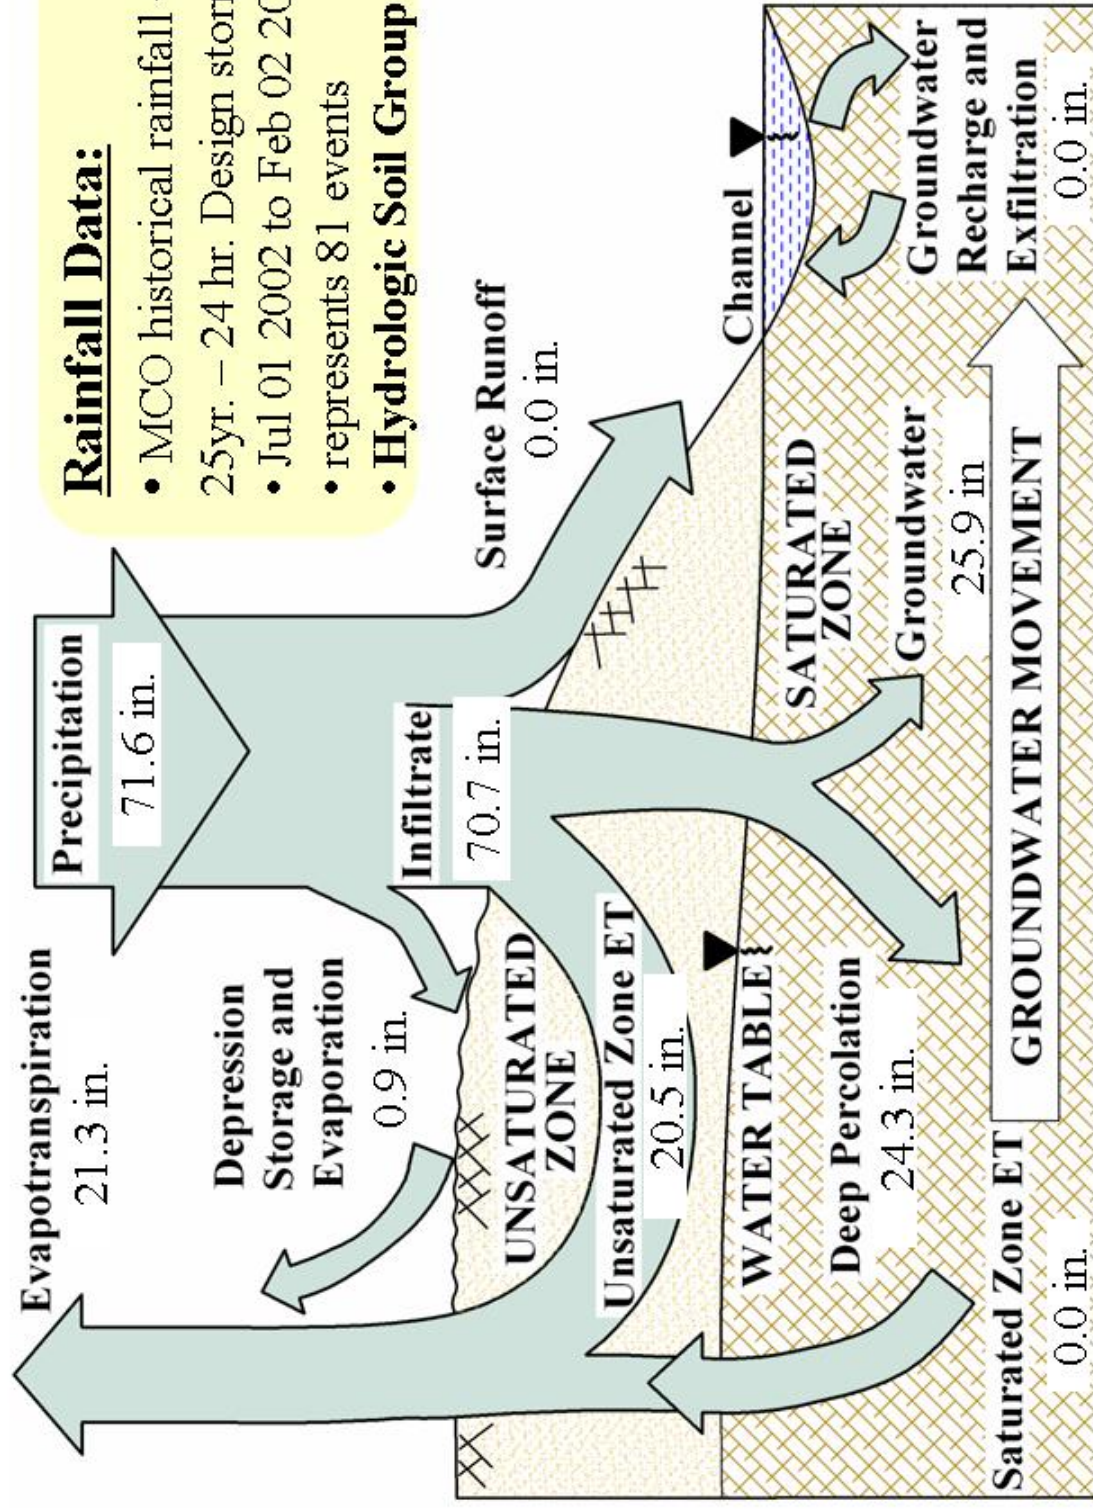 Rainfall Data:
• MCO historical rainfall
25yr. – 24 hr. Design
• Jul 01 2002 to Feb 02
• represents 81 events
• Hydrologic Soil Group
Evapotranspiration
21.3 in.
Precipitation
71.6 in.
Depression
Storage and
Evaporation
0.9 in.
Infiltrate
70.7 in.
Surface Runoff
0.0 in.
UNSATURATED
ZONE
Unsaturated Zone ET
20.5 in.
Channel
WATER TABLE
SATURATED
ZONE
Deep Percolation
24.3 in.
Groundwater
25.9 in
Groundwater
Recharge and
Exfiltration
0.0 in.
Saturated Zone ET
0.0 in.
GROUNDWATER MOVEMENT